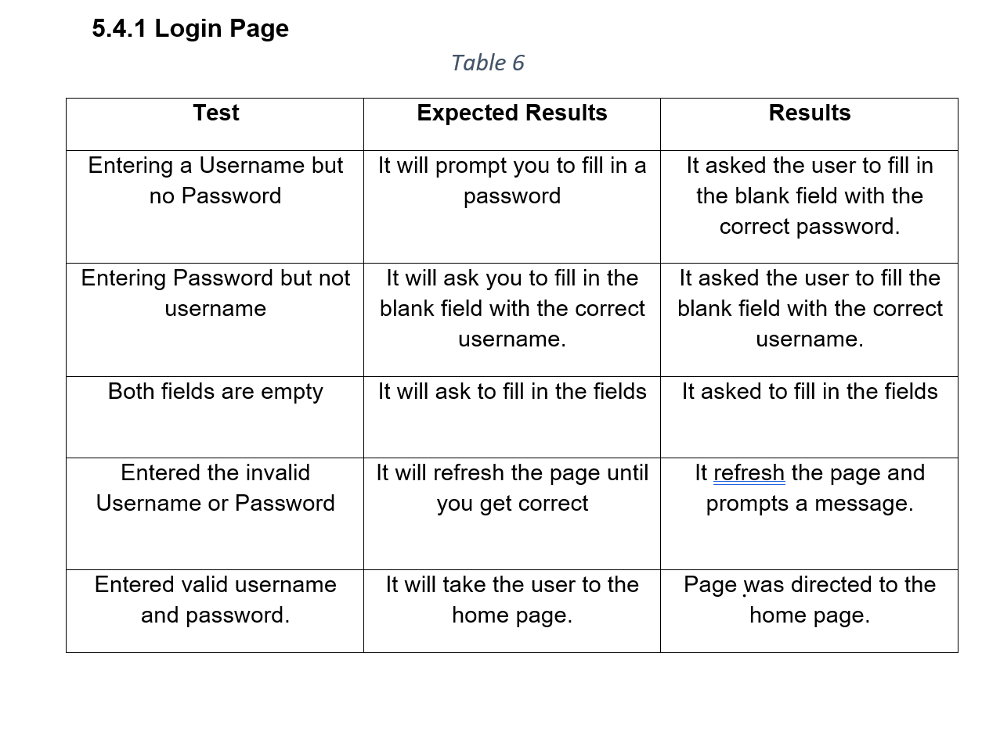 5.4.1 Login Page
Table 6
Test
Expected Results
Results
Entering a Username but
no Password
It will prompt you to fill in a
password
It asked the user to fill in
the blank field with the
correct password.
Entering Password but not
username
It will ask you to fill in the
blank field with the correct
username.
It asked the user to fill the
blank field with the correct
username.
Both fields are empty
It will ask to fill in the fields
It asked to fill in the fields
Entered the invalid
Username or Password
It will refresh the page until
you get correct
It refresh the page and
prompts a message.
Entered valid username
and password.
It will take the user to the
home page.
Page was directed to the
home page.